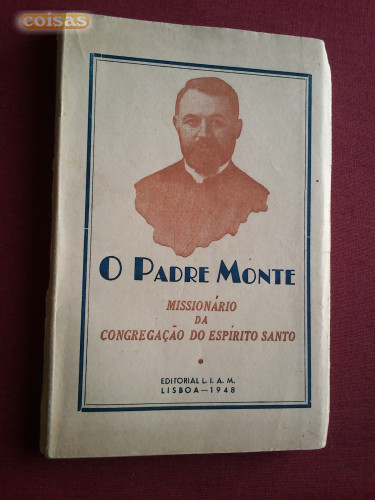 coisas
O PADRE MONTE
MISSIONÁRIO
DA
CONGREGAÇÃO DO ESPÍRITO SANTO
EDITORIAL L. I. A. M.
LISBOA — 1948